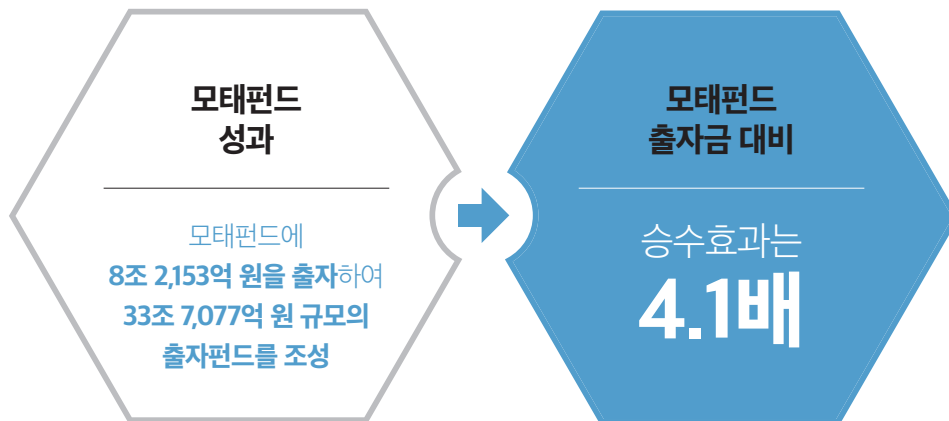 모태펀드
성과
모태펀드에
8조 2,153억 원을 출자하여
33조 7,077억 원 규모의
출자펀드를 조성
모태펀드
출자금 대비
승수효과는
4.1배